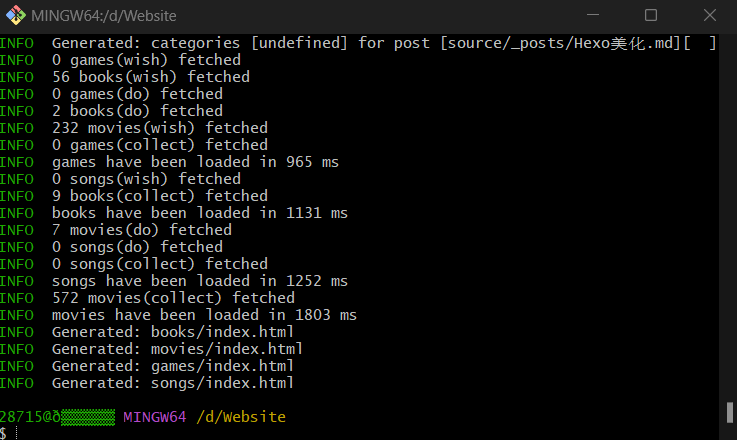 MINGW64:/d/Website
INFO  Generated: categories [undefined] for post [source/_posts/Hexo美化.md][  ]
INFO  0 games(wish) fetched
INFO  56 books(wish) fetched
INFO  0 games(do) fetched
INFO  2 books(do) fetched
INFO  232 movies(wish) fetched
INFO  0 games(collect) fetched
INFO  games have been loaded in 965 ms
INFO  0 songs(wish) fetched
INFO  9 books(collect) fetched
INFO  books have been loaded in 1131 ms
INFO  7 movies(do) fetched
INFO  0 songs(do) fetched
INFO  0 songs(collect) fetched
INFO  songs have been loaded in 1252 ms
INFO  572 movies(collect) fetched
INFO  movies have been loaded in 1803 ms
INFO  Generated: books/index.html
INFO  Generated: movies/index.html
INFO  Generated: games/index.html
INFO  Generated: songs/index.html
28715@ð▒▒▒▒▒▒ MINGW64 /d/Website
$